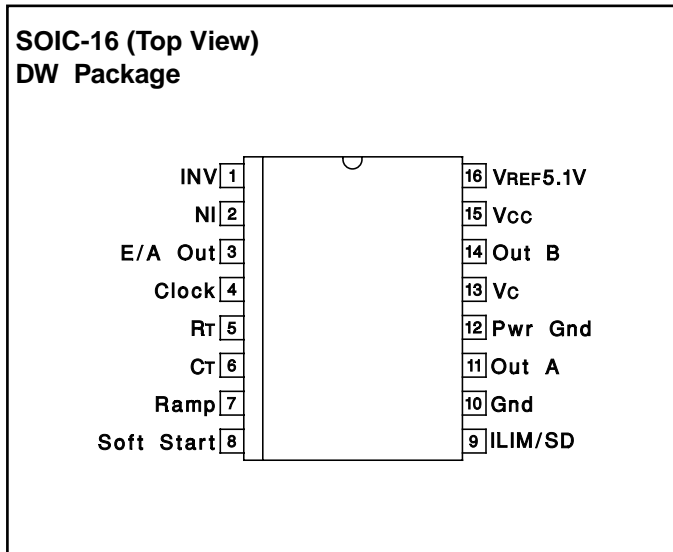 SOIC-16 (Top View)
DW Package
INV 1
NI 2
E/A Out 3
Clock 4
RT 5
CT 6
Ramp 7
Soft Start 8
16 VREF5.1V
15 VCC
14 Out B
13 VC
12 Pwr Gnd
11 Out A
10 Gnd
9 ILIM/SD